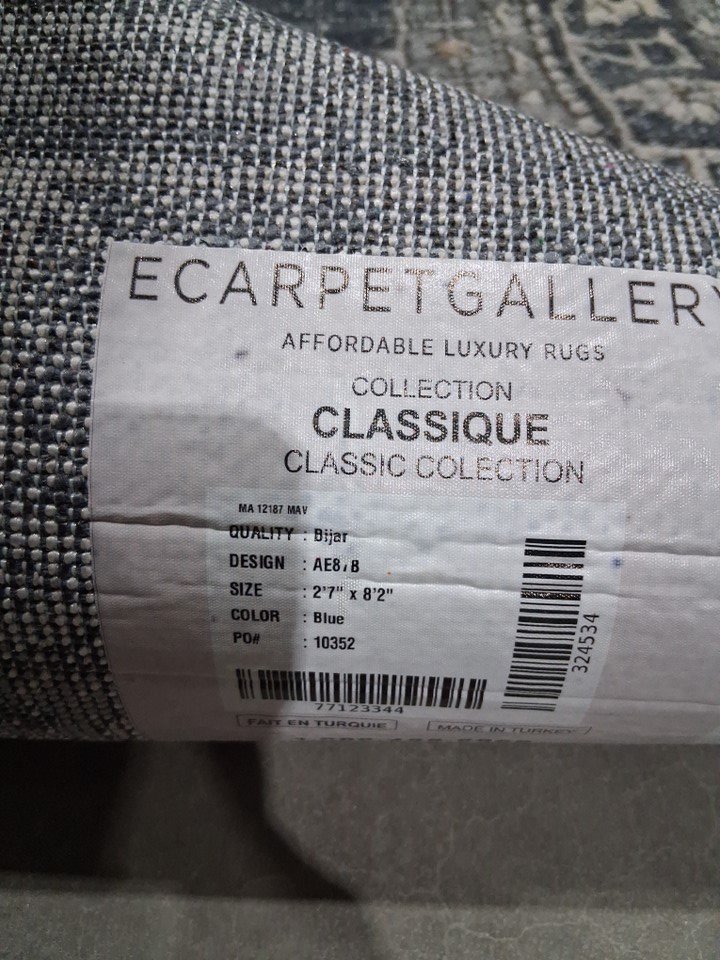 ECARPETGALLERY
AFFORDABLE LUXURY RUGS
COLLECTION
CLASSIQUE
CLASSIC COLECTION
MA 12187 MAV
QUALITY : Bijar
DESIGN :
SIZE : 2'7" x 8'2"
COLOR : Blue
PO# : 10352
324534
77123344
FAIT EN TURQUIE
MADE IN TURKEY